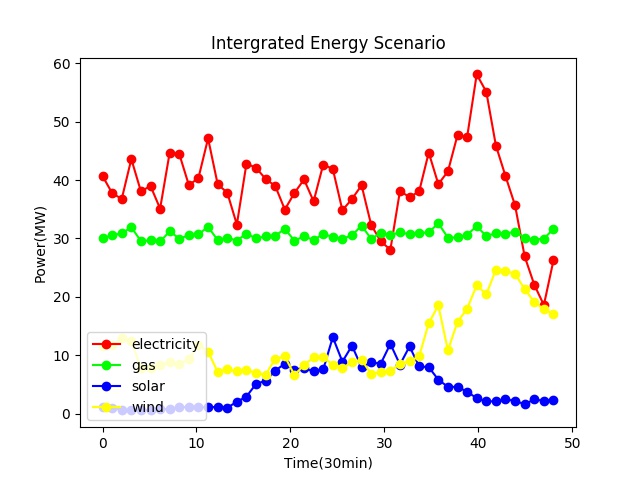 Intergrated Energy Scenario
Power(MW)
60
50
40
30
20
10
0
electricity
gas
solar
wind
0 10 20 30 40 50
Time(30min)